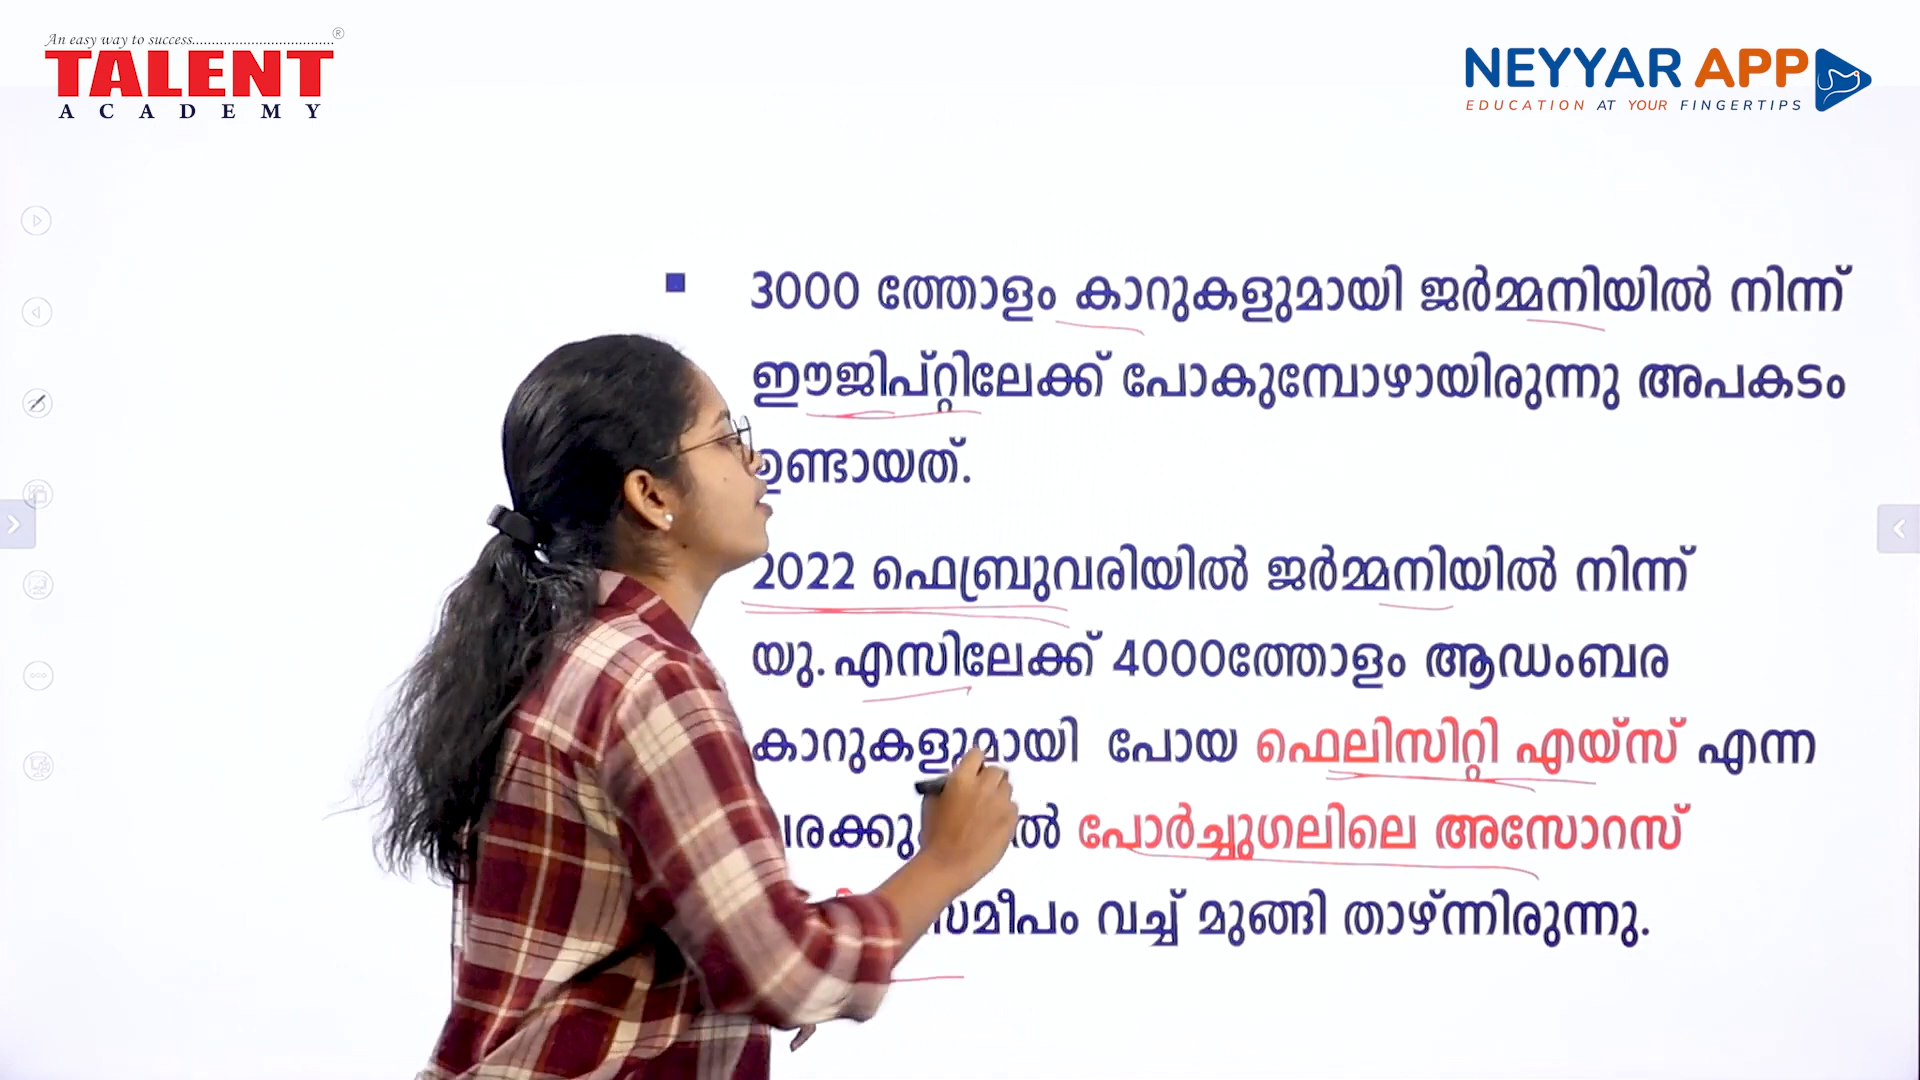 An easy way to success....................................
®
TALENT
ACADEMY
NEYYAR APP
EDUCATION AT YOUR FINGERTIPS
3000 ത്തോളം കാറുകളുമായി ജർമ്മനിയിൽ നിന്ന്
ഈജിപ്റ്റിലേക്ക് പോകുമ്പോഴായിരുന്നു അപകടം
ഉണ്ടായത്.
2022 ഫെബ്രുവരിയിൽ ജർമ്മനിയിൽ നിന്ന്
യു.എസിലേക്ക് 4000ത്തോളം ആഡംബര
കാറുകളുമായി പോയ ഫെലിസിറ്റി എയ്സ് എന്ന
പോർച്ചുഗലിലെ അസോറസ്
സമീപം വച്ച് മുങ്ങി താഴ്ന്നിരുന്നു.